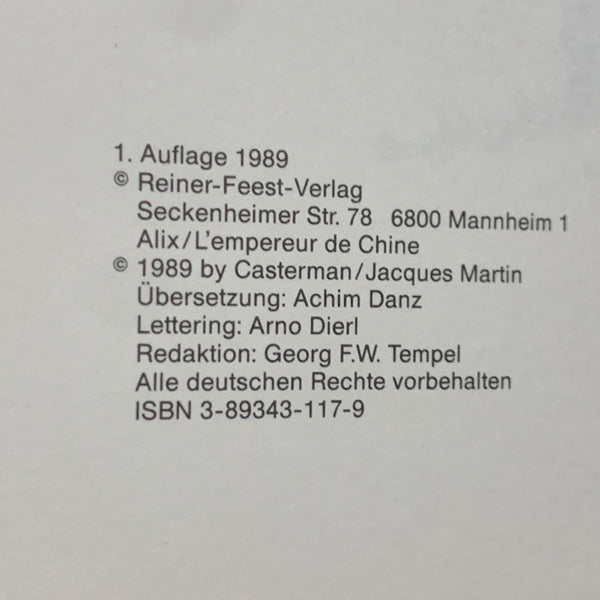 1. Auflage 1989
© Reiner-Feest-Verlag
Seckenheimer Str. 78 6800 Mannheim 1
Alix/L'empereur de Chine
© 1989 by Casterman/Jacques Martin
Übersetzung: Achim Danz
Lettering: Arno Dierl
Redaktion: Georg F.W. Tempel
Alle deutschen Rechte vorbehalten
ISBN 3-89343-117-9